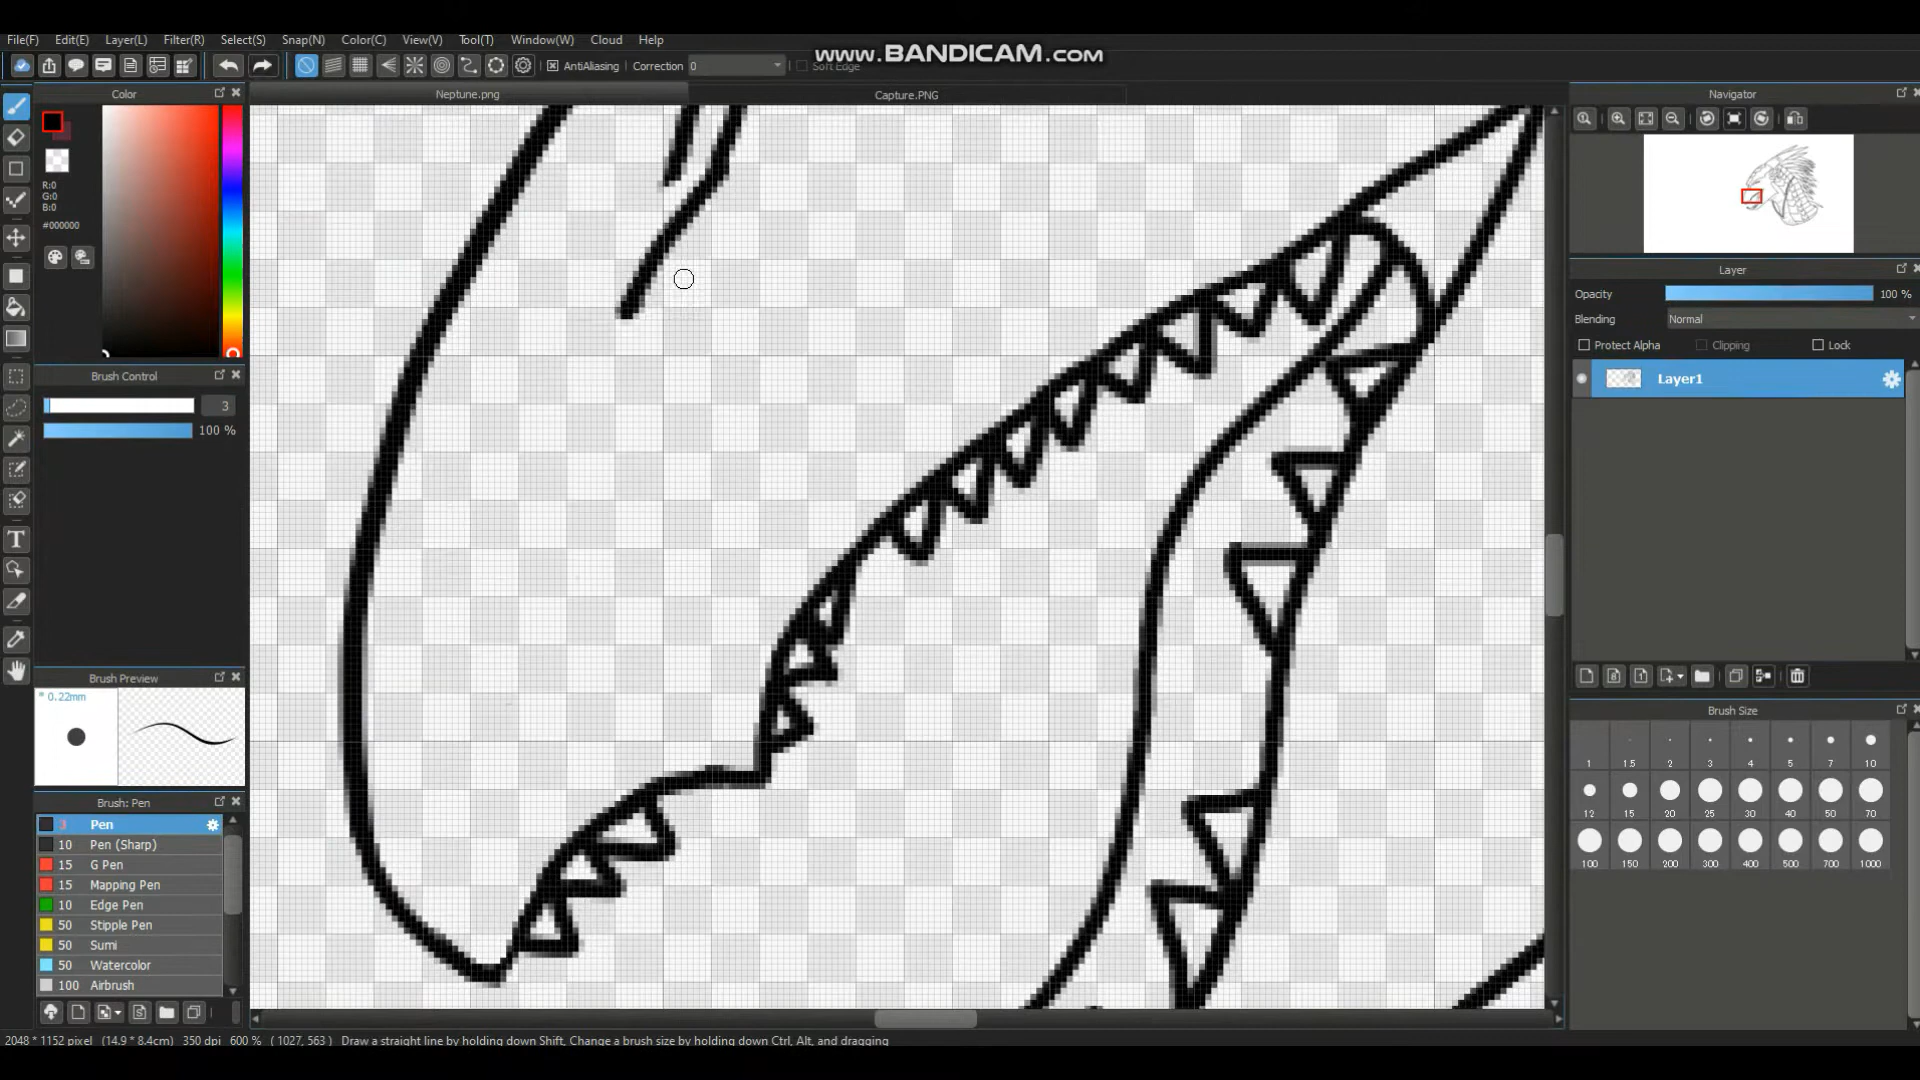 www.BANDICAM.com
File(F) Edit(E) Layer(L) Filter(R) Select(S) Snap(N) Color(C) View(V) Tool(T) Window(W) Cloud Help
AntiAliasing Correction 0 Soft Edge
Color
Neptune.png
Capture.PNG
Navigator
R:0
G:0
B:0
#000000
Layer
Opacity 100 %
Blending Normal
Protect Alpha Clipping Lock
Layer1
Brush Control
3
100 %
Brush Preview
* 0.22mm
Brush: Pen
3 Pen
10 Pen (Sharp)
15 G Pen
15 Mapping Pen
10 Edge Pen
50 Stipple Pen
50 Sumi
50 Watercolor
100 Airbrush
Brush Size
1 1.5 2 3 4 5 7 10
12 15 20 25 30 40 50 70
100 150 200 300 400 500 700 1000
2048 * 1152 pixel (14.9 * 8.4cm) 350 dpi 600 % ( 1027, 563 ) Draw a straight line by holding down Shift, Change a brush size by holding down Ctrl, Alt, and dragging